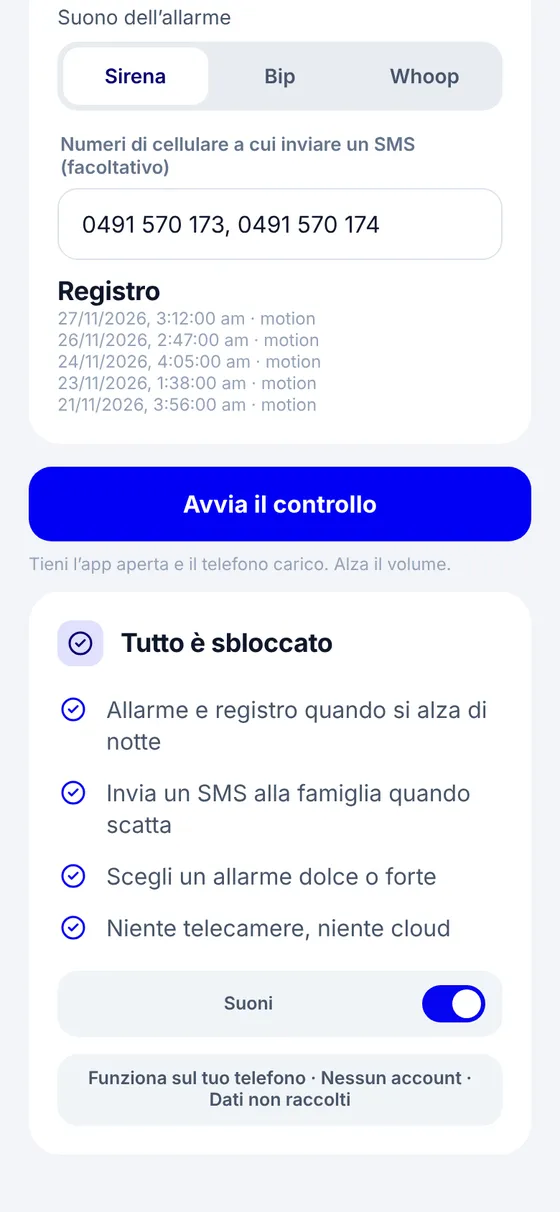 Suono dell’allarme
Sirena
Bip
Whoop
Numeri di cellulare a cui inviare un SMS
(facoltativo)
0491 570 173, 0491 570 174
Registro
27/11/2026, 3:12:00 am · motion
26/11/2026, 2:47:00 am · motion
24/11/2026, 4:05:00 am · motion
23/11/2026, 1:38:00 am · motion
21/11/2026, 3:56:00 am · motion
Avvia il controllo
Tieni l’app aperta e il telefono carico. Alza il volume.
Tutto è sbloccato
Allarme e registro quando si alza di
notte
Invia un SMS alla famiglia quando
scatta
Scegli un allarme dolce o forte
Niente telecamere, niente cloud
Suoni
Funziona sul tuo telefono · Nessun account ·
Dati non raccolti